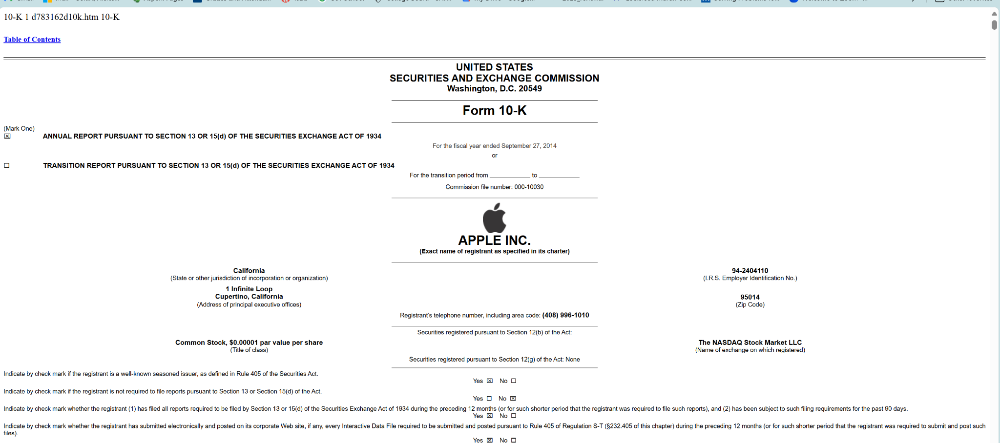 10-K 1 d783162d10k.htm 10-K
Table of Contents
UNITED STATES
SECURITIES AND EXCHANGE COMMISSION
Washington, D.C. 20549
Form 10-K
(Mark One)
☒ ANNUAL REPORT PURSUANT TO SECTION 13 OR 15(d) OF THE SECURITIES EXCHANGE ACT OF 1934
For the fiscal year ended September 27, 2014
or
☐ TRANSITION REPORT PURSUANT TO SECTION 13 OR 15(d) OF THE SECURITIES EXCHANGE ACT OF 1934
For the transition period from ____________ to ____________
Commission file number: 000-10030
APPLE INC.
(Exact name of registrant as specified in its charter)
California 94-2404110
(State or other jurisdiction of incorporation or organization) (I.R.S. Employer Identification No.)
1 Infinite Loop
Cupertino, California 95014
(Address of principal executive offices) (Zip Code)
Registrant's telephone number, including area code: (408) 996-1010
Securities registered pursuant to Section 12(b) of the Act:
Common Stock, $0.00001 par value per share The NASDAQ Stock Market LLC
(Title of class) (Name of exchange on which registered)
Securities registered pursuant to Section 12(g) of the Act: None
Indicate by check mark if the registrant is a well-known seasoned issuer, as defined in Rule 405 of the Securities Act.
Yes ☒ No ☐
Indicate by check mark if the registrant is not required to file reports pursuant to Section 13 or Section 15(d) of the Act.
Yes ☐ No ☒
Indicate by check mark whether the registrant (1) has filed all reports required to be filed by Section 13 or 15(d) of the Securities Exchange Act of 1934 during the preceding 12 months (or for such shorter period that the registrant was required to file such reports), and (2) has been subject to such filing requirements for the past 90 days.
Yes ☒ No ☐
Indicate by check mark whether the registrant has submitted electronically and posted on its corporate Web site, if any, every Interactive Data File required to be submitted and posted pursuant to Rule 405 of Regulation S-T (§232.405 of this chapter) during the preceding 12 months (or for such shorter period that the registrant was required to submit and post such
files).
Yes ☒ No ☐